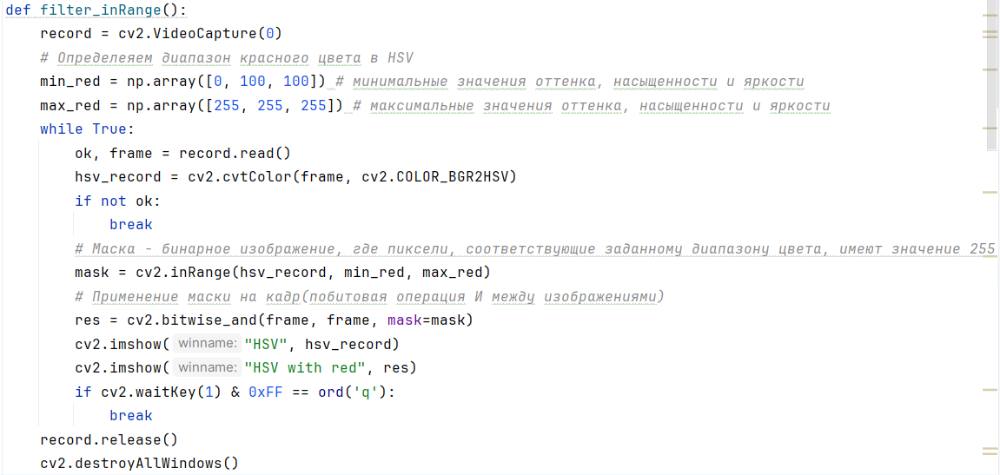 def filter_inRange():
    record = cv2.VideoCapture(0)
    # Определеяем диапазон красного цвета в HSV
    min_red = np.array([0, 100, 100]) # минимальные значения оттенка, насыщенности и яркости
    max_red = np.array([255, 255, 255]) # максимальные значения оттенка, насыщенности и яркости
    while True:
        ok, frame = record.read()
        hsv_record = cv2.cvtColor(frame, cv2.COLOR_BGR2HSV)
        if not ok:
            break
        # Маска - бинарное изображение, где пиксели, соответствующие заданному диапазону цвета, имеют значение 255
        mask = cv2.inRange(hsv_record, min_red, max_red)
        # Применение маски на кадр(побитовая операция И между изображениями)
        res = cv2.bitwise_and(frame, frame, mask=mask)
        cv2.imshow( winname: "HSV", hsv_record)
        cv2.imshow( winname: "HSV with red", res)
        if cv2.waitKey(1) & 0xFF == ord('q'):
            break
    record.release()
    cv2.destroyAllWindows()